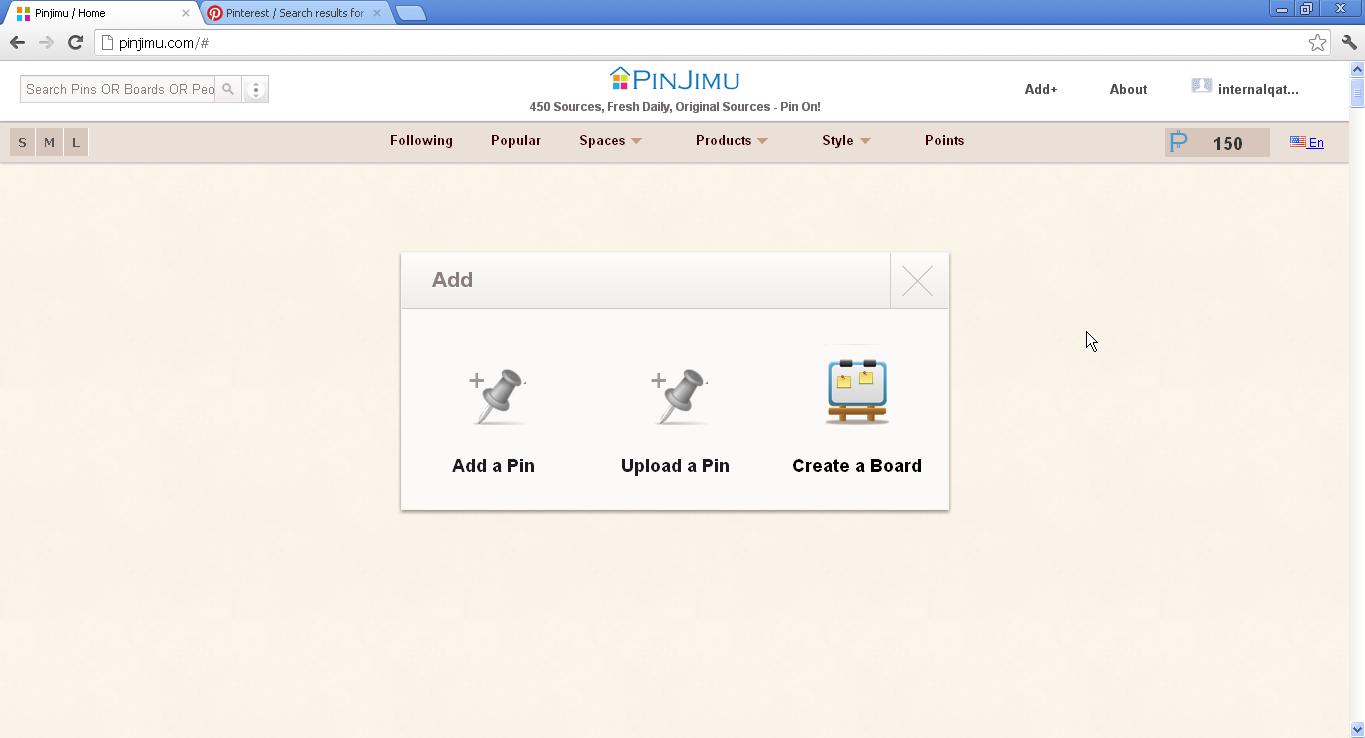 Pinjimu / Home
Pinterest / Search results for
pinjimu.com/#
Search Pins OR Boards OR Peo
PINJIMU
450 Sources, Fresh Daily, Original Sources - Pin On!
Add+
About
internalqat...
S M L
Following
Popular
Spaces
Products
Style
Points
150
En
Add
Add a Pin
Upload a Pin
Create a Board